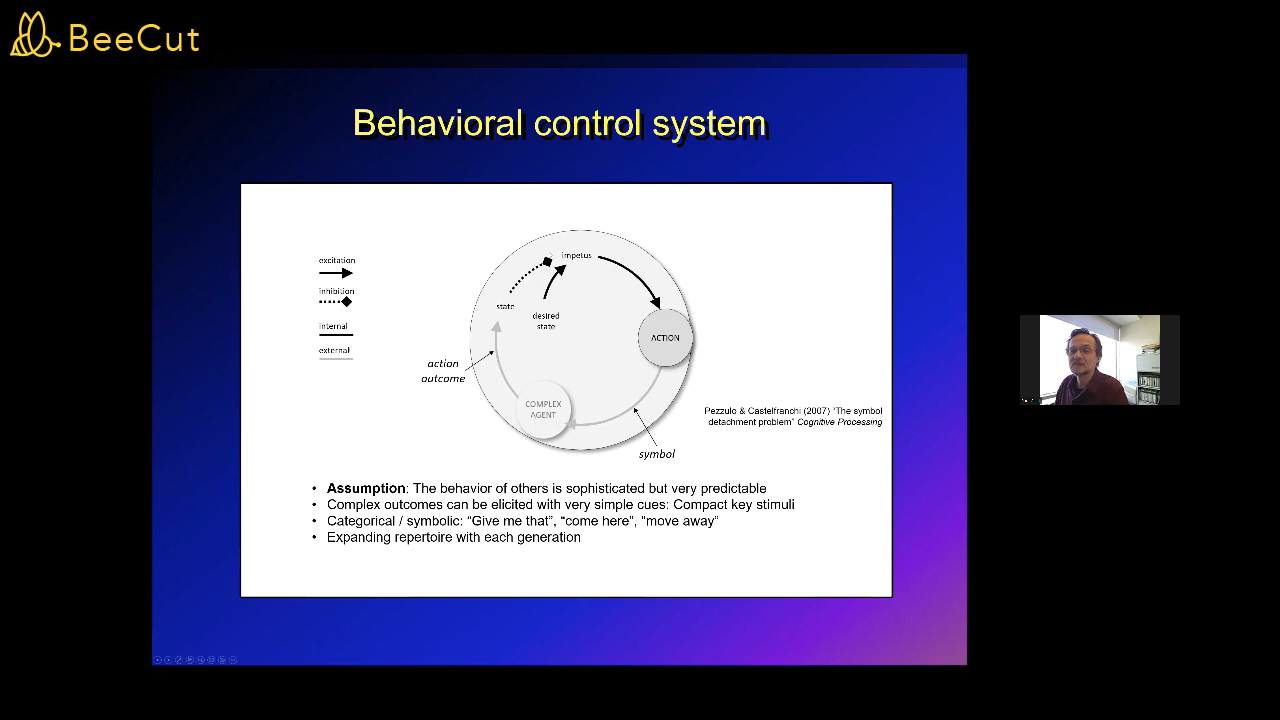 BeeCut
Behavioral control system
excitation
inhibition
internal
external
impetus
state
desired
state
ACTION
action
outcome
COMPLEX
AGENT
symbol
Pezzulo & Castelfranchi (2007) "The symbol
detachment problem" Cognitive Processing
• Assumption: The behavior of others is sophisticated but very predictable
• Complex outcomes can be elicited with very simple cues: Compact key stimuli
• Categorical / symbolic: "Give me that", "come here", "move away"
• Expanding repertoire with each generation